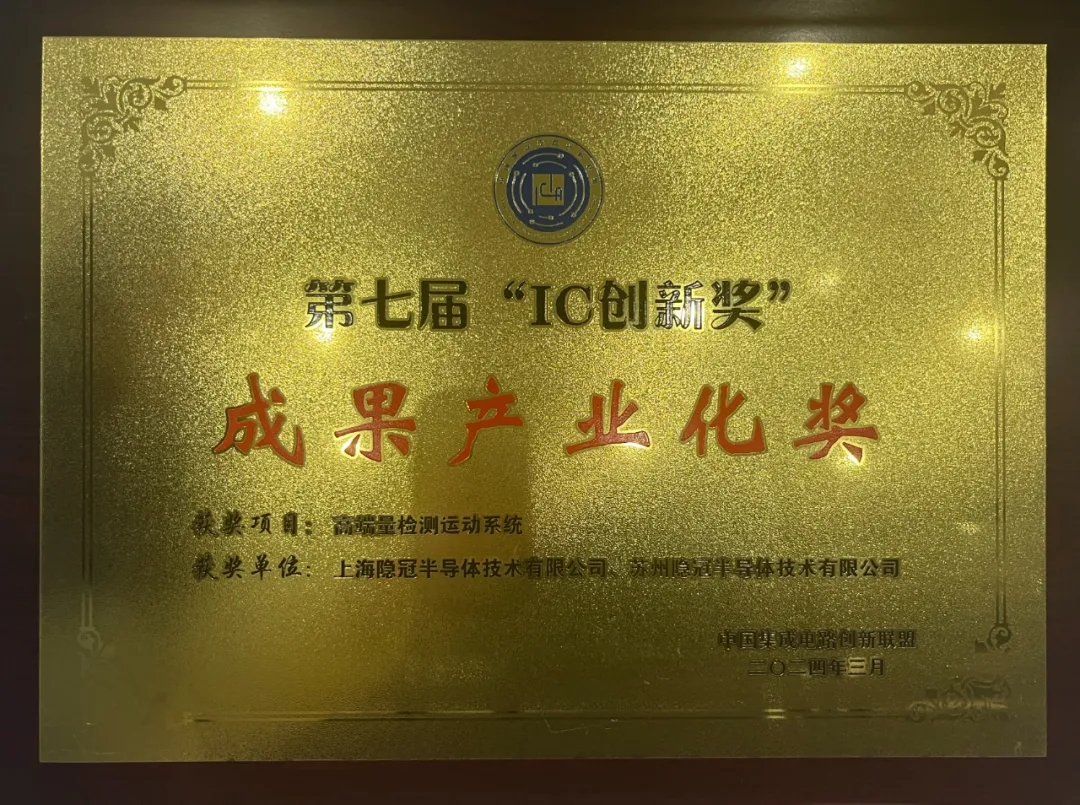 第七届“IC创新奖”
成果产业化奖
获奖项目：高端量检测运动系统
获奖单位：上海隐冠半导体技术有限公司、苏州隐冠半导体技术有限公司
中国集成电路创新联盟
二〇二四年三月